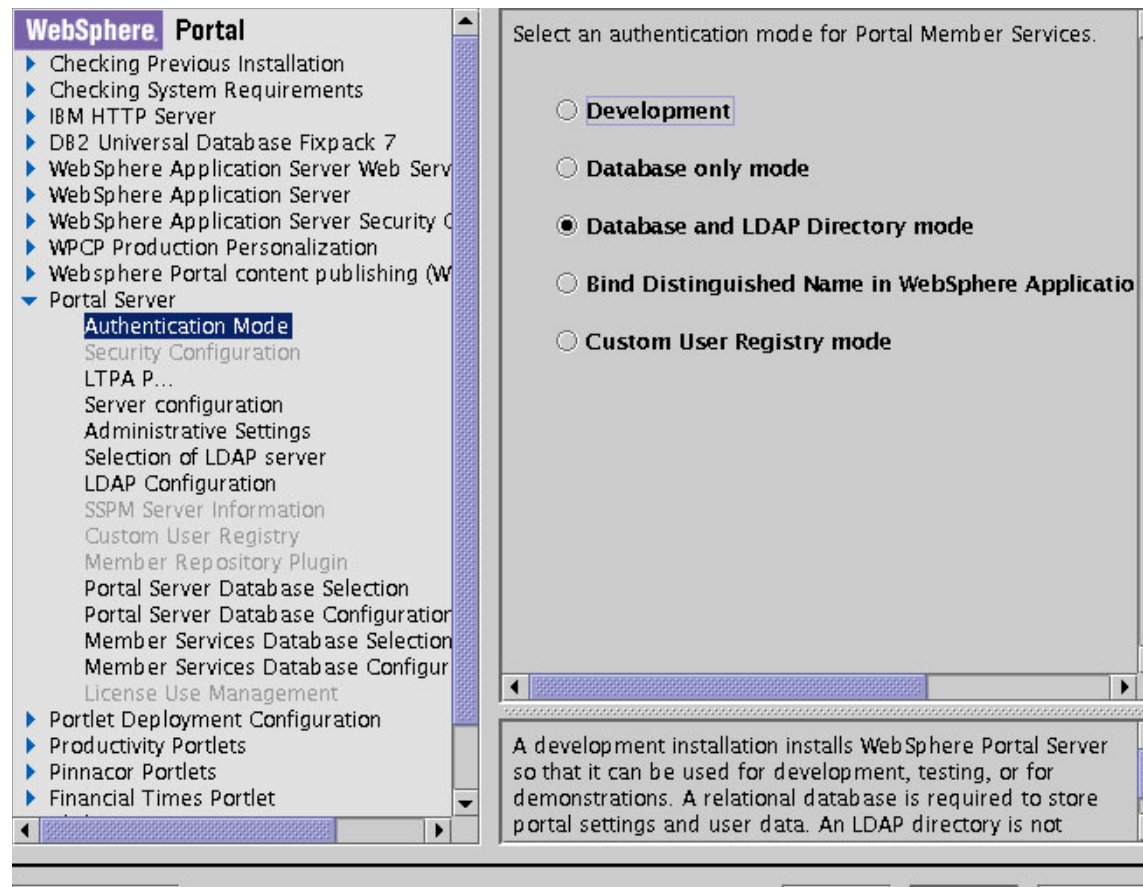 WebSphere. Portal
Checking Previous Installation
Checking System Requirements
IBM HTTP Server
DB2 Universal Database Fixpack 7
WebSphere Application Server Web Serv
WebSphere Application Server
WebSphere Application Server Security
WPCP Production Personalization
Websphere Portal content publishing (W
Portal Server
Authentication Mode
Security Configuration
LTPA P...
Server configuration
Administrative Settings
Selection of LDAP server
LDAP Configuration
SSPM Server Information
Custom User Registry
Member Repository Plugin
Portal Server Database Selection
Portal Server Database Configuration
Member Services Database Selection
Member Services Database Configur
License Use Management
Portlet Deployment Configuration
Productivity Portlets
Pinnacor Portlets
Financial Times Portlet
Select an authentication mode for Portal Member Services.
Development
Database only mode
Database and LDAP Directory mode
Bind Distinguished Name in WebSphere Applicatio
Custom User Registry mode
A development installation installs WebSphere Portal Server
so that it can be used for development, testing, or for
demonstrations. A relational database is required to store
portal settings and user data. An LDAP directory is not